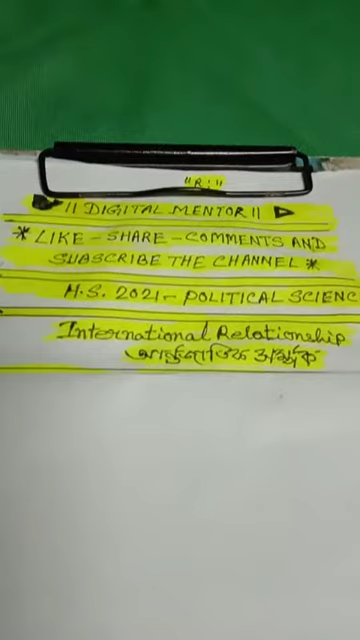 "R:"
|| DIGITAL MENTOR ||
* LIKE - SHARE - COMMENTS AND
SUBSCRIBE THE CHANNEL *
H.S. 2021 - POLITICAL SCIENC
International Relationship
আন্তর্জাতিক সম্পর্ক